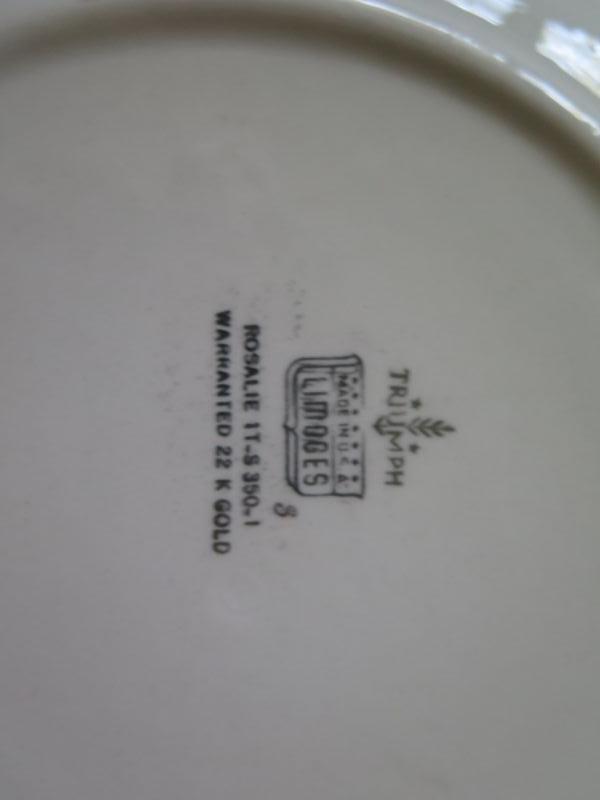 TRIUMPH
MADE IN U.S.A.
LIMOGES
S
ROSALIE 1T-S 350-1
WARRANTED 22 K GOLD